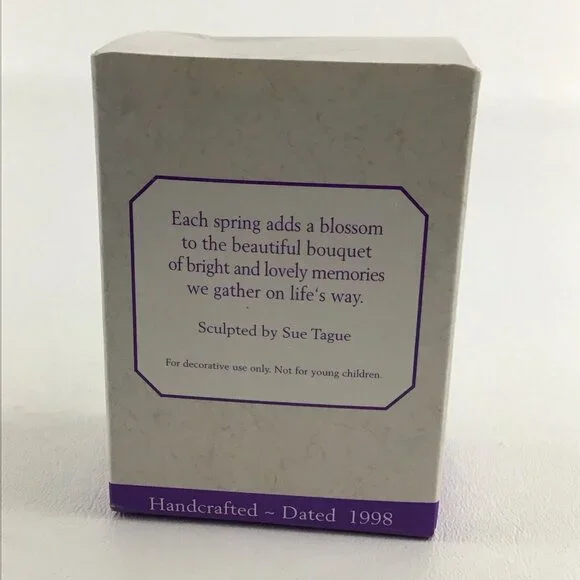 Each spring adds a blossom
to the beautiful bouquet
of bright and lovely memories
we gather on life's way.
Sculpted by Sue Tague
For decorative use only. Not for young children.
Handcrafted ~ Dated 1998